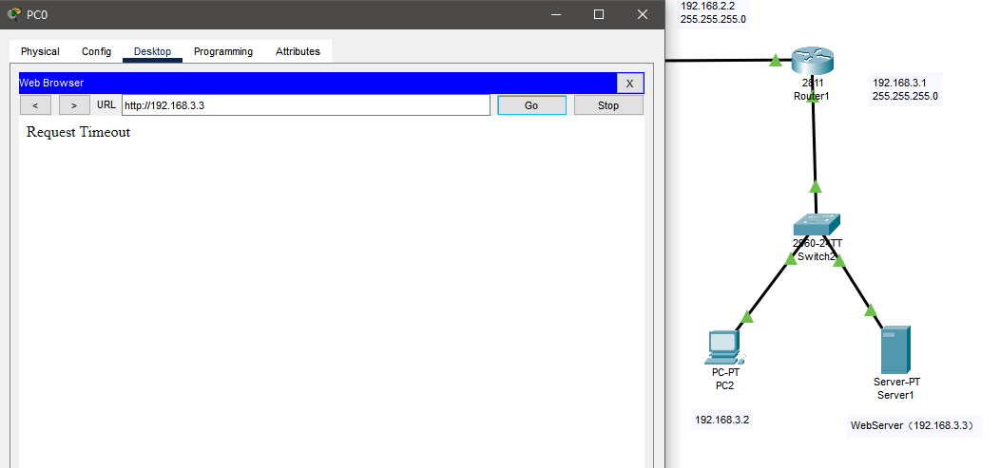 PC0
Physical Config Desktop Programming Attributes
Web Browser X
< > URL http://192.168.3.3 Go Stop
Request Timeout
192.168.2.2
255.255.255.0
2811
Router1
192.168.3.1
255.255.255.0
2960-24TT
Switch2
PC-PT
PC2
192.168.3.2
Server-PT
Server1
WebServer（192.168.3.3）